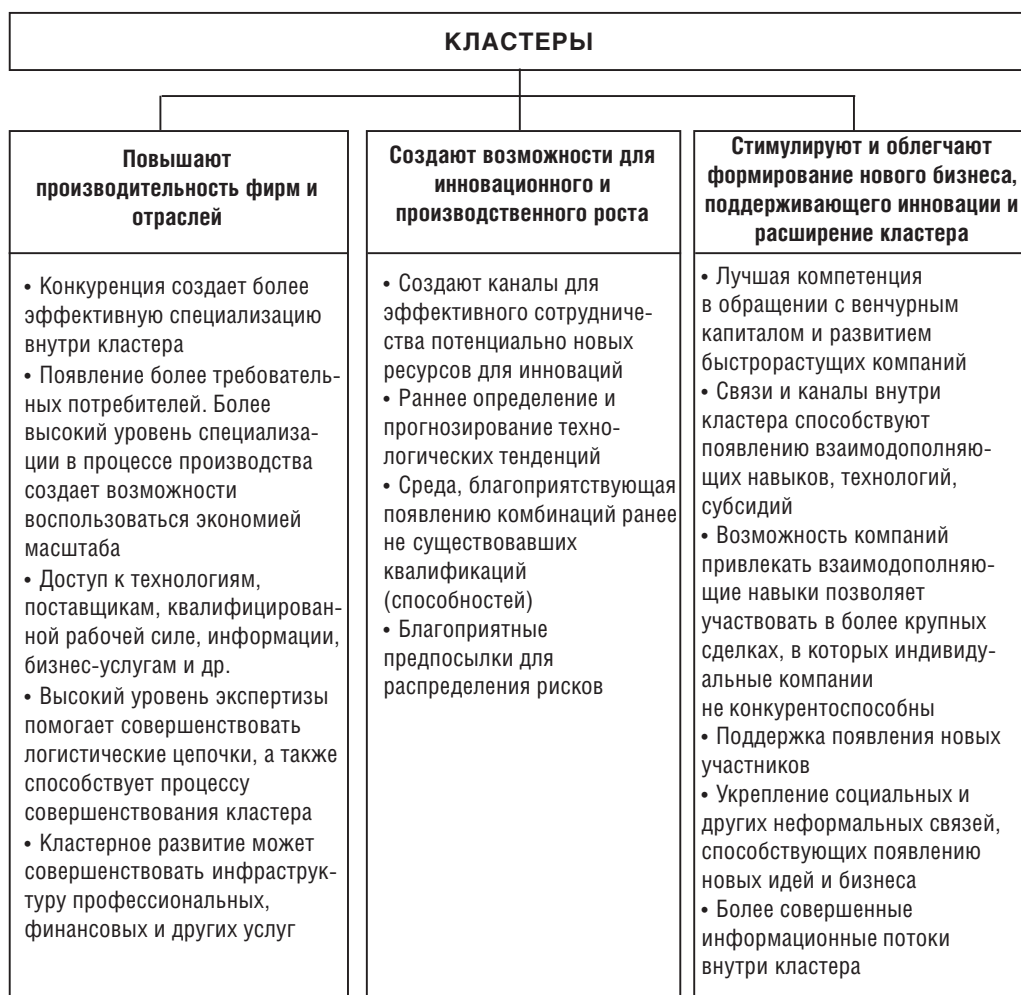 КЛАСТЕРЫ
Повышают
производительность фирм и
отраслей
• Конкуренция создает более
эффективную специализацию
внутри кластера
• Появление более требователь-
ных потребителей. Более
высокий уровень специализа-
ции в процессе производства
создает возможности
воспользоваться экономией
масштаба
• Доступ к технологиям,
поставщикам, квалифицирован-
ной рабочей силе, информации,
бизнес-услугам и др.
• Высокий уровень экспертизы
помогает совершенствовать
логистические цепочки, а также
способствует процессу
совершенствования кластера
• Кластерное развитие может
совершенствовать инфраструк-
туру профессиональных,
финансовых и других услуг
Создают возможности для
инновационного и
производственного роста
• Создают каналы для
эффективного сотрудниче-
ства потенциально новых
ресурсов для инноваций
• Раннее определение и
прогнозирование техно-
логических тенденций
• Среда, благоприятствующая
появлению комбинаций ранее
не существовавших
квалификаций
(способностей)
• Благоприятные
предпосылки для
распределения рисков
Стимулируют и облегчают
формирование нового бизнеса,
поддерживающего инновации и
расширение кластера
• Лучшая компетенция
в обращении с венчурным
капиталом и развитием
быстрорастущих компаний
• Связи и каналы внутри
кластера способствуют
появлению взаимодополняю-
щих навыков, технологий,
субсидий
• Возможность компаний
привлекать взаимодополняю-
щие навыки позволяет
участвовать в более крупных
сделках, в которых индивиду-
альные компании
не конкурентоспособны
• Поддержка появления новых
участников
• Укрепление социальных и
других неформальных связей,
способствующих появлению
новых идей и бизнеса
• Более совершенные
информационные потоки
внутри кластера